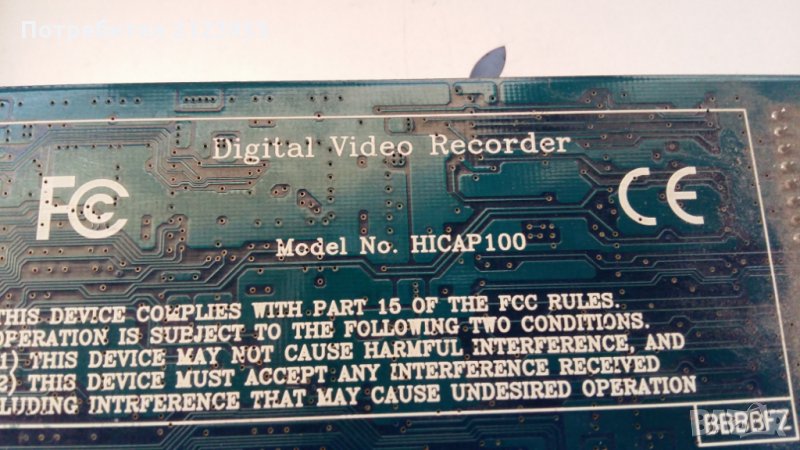 Digital Video Recorder
FC
CE
Model No. HICAP100
THIS DEVICE COMPLIES WITH PART 15 OF THE FCC RULES.
OPERATION IS SUBJECT TO THE FOLLOWING TWO CONDITIONS.
1) THIS DEVICE MAY NOT CAUSE HARMFUL INTERFERENCE, AND
2) THIS DEVICE MUST ACCEPT ANY INTERFERENCE RECEIVED
LUDING INTRFERENCE THAT MAY CAUSE UNDESIRED OPERATION